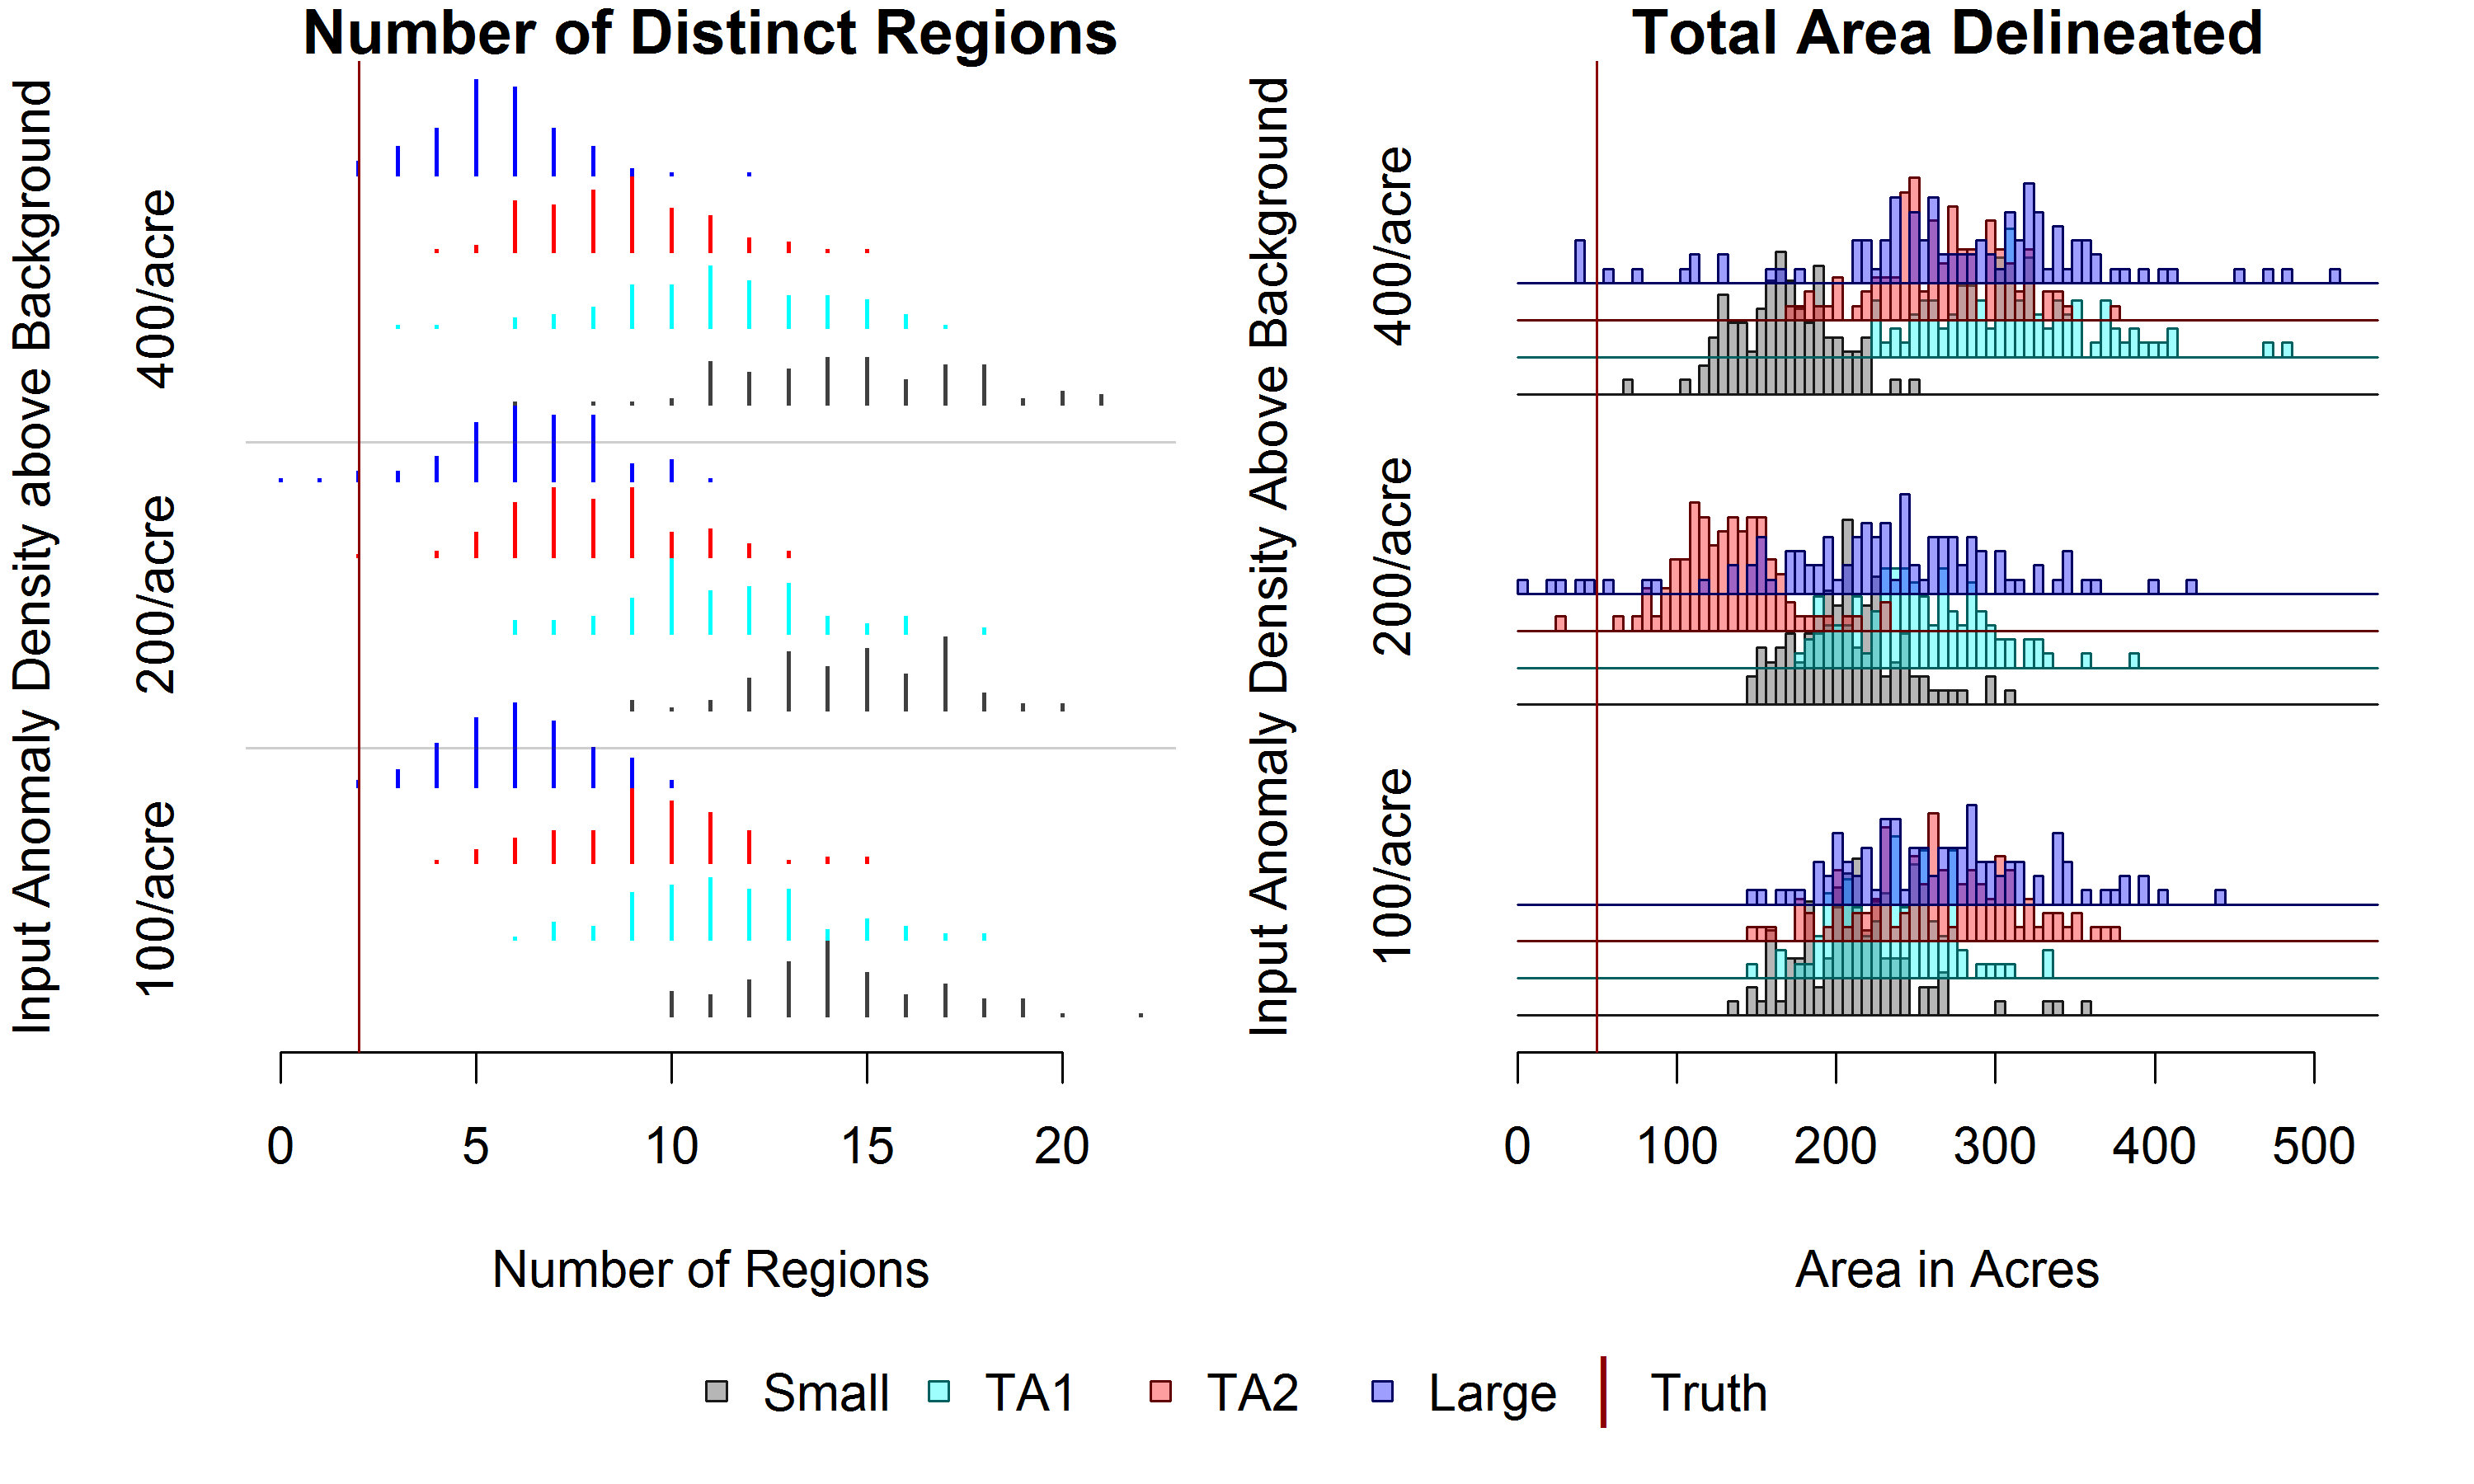 Number of Distinct Regions
Input Anomaly Density above Background
400/acre
200/acre
100/acre
0 5 10 15 20
Number of Regions
Total Area Delineated
Input Anomaly Density Above Background
400/acre
200/acre
100/acre
0 100 200 300 400 500
Area in Acres
Small TA1 TA2 Large Truth